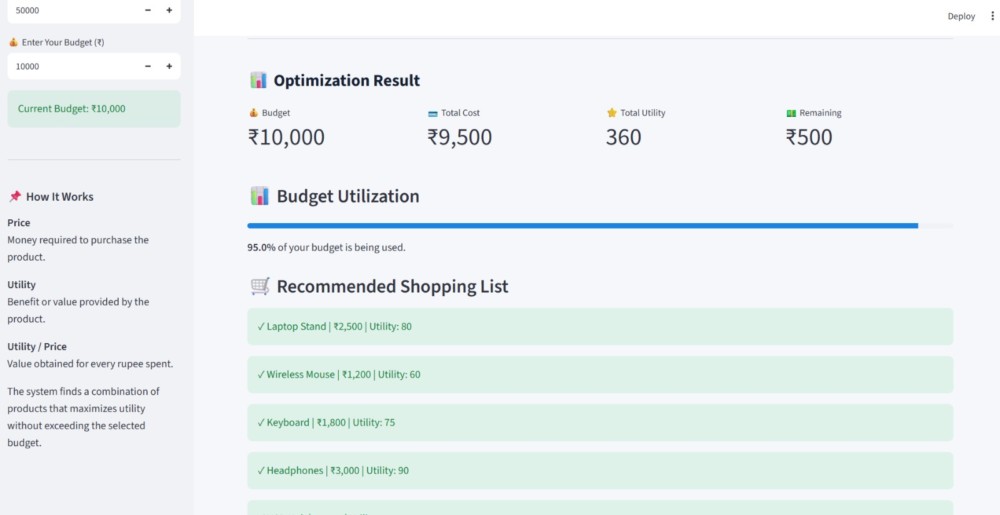 50000
Enter Your Budget (₹)
10000
Current Budget: ₹10,000
How It Works
Price
Money required to purchase the
product.
Utility
Benefit or value provided by the
product.
Utility / Price
Value obtained for every rupee spent.
The system finds a combination of
products that maximizes utility
without exceeding the selected
budget.
Deploy
Optimization Result
Budget
₹10,000
Total Cost
₹9,500
Total Utility
360
Remaining
₹500
Budget Utilization
95.0% of your budget is being used.
Recommended Shopping List
✓ Laptop Stand | ₹2,500 | Utility: 80
✓ Wireless Mouse | ₹1,200 | Utility: 60
✓ Keyboard | ₹1,800 | Utility: 75
✓ Headphones | ₹3,000 | Utility: 90